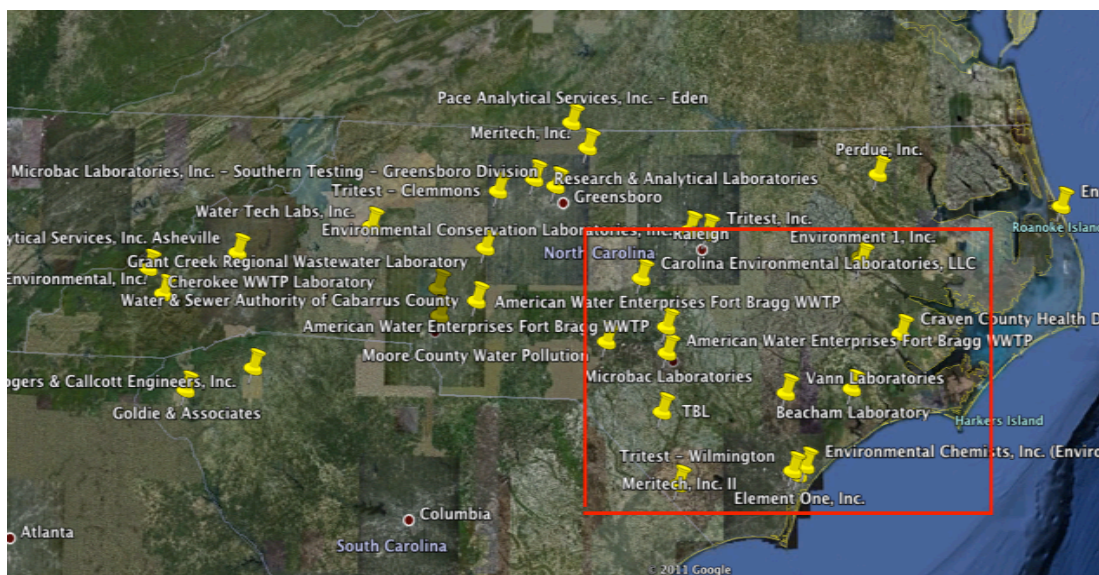 Pace Analytical Services, Inc. - Eden
Meritech, Inc.
Perdue, Inc.
Microbac Laboratories, Inc. - Southern Testing - Greensboro Division
Research & Analytical Laboratories
Tritest - Clemmons
Greensboro
En
Water Tech Labs, Inc.
Tritest, Inc.
Roanoke Island
Environmental Conservation Laboratories, Inc.
Raleigh
ytical Services, Inc. Asheville
Environment 1, Inc.
North Carolina
Grant Creek Regional Wastewater Laboratory
Carolina Environmental Laboratories, LLC
Environmental, Inc.
Cherokee WWTP Laboratory
Water & Sewer Authority of Cabarrus County
American Water Enterprises Fort Bragg WWTP
Craven County Health D
American Water Enterprises Fort Bragg WWTP
American Water Enterprises Fort Bragg WWTP
Moore County Water Pollution
Microbac Laboratories
Vann Laboratories
ogers & Callcott Engineers, Inc.
Goldie & Associates
TBL
Beacham Laboratory
Harkers Island
Tritest - Wilmington
Environmental Chemists, Inc. (Enviro
Meritech, Inc. II
Element One, Inc.
Columbia
Atlanta
South Carolina
© 2011 Google